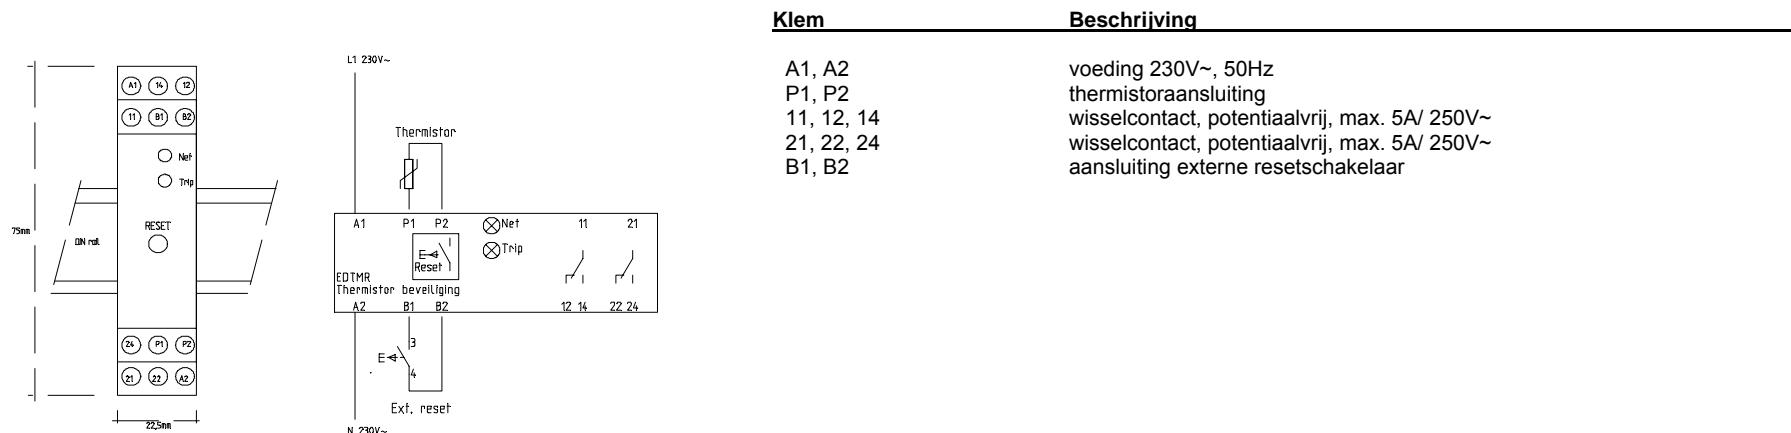 Klem Beschrijving
A1, A2 voeding 230V~, 50Hz
P1, P2 thermistoraansluiting
11, 12, 14 wisselcontact, potentiaalvrij, max. 5A/ 250V~
21, 22, 24 wisselcontact, potentiaalvrij, max. 5A/ 250V~
B1, B2 aansluiting externe resetschakelaar
A1 14 12
11 B1 B2
Net
Trip
RESET
75mm
DIN rail
24 P1 P2
21 22 A2
22,5mm
L1 230V~
Thermistor
A1 P1 P2 Net 11 21
Trip
E
Reset
EDTMR
Thermistor beveiliging
A2 B1 B2 12 14 22 24
3
E
4
Ext. reset
N 230V~